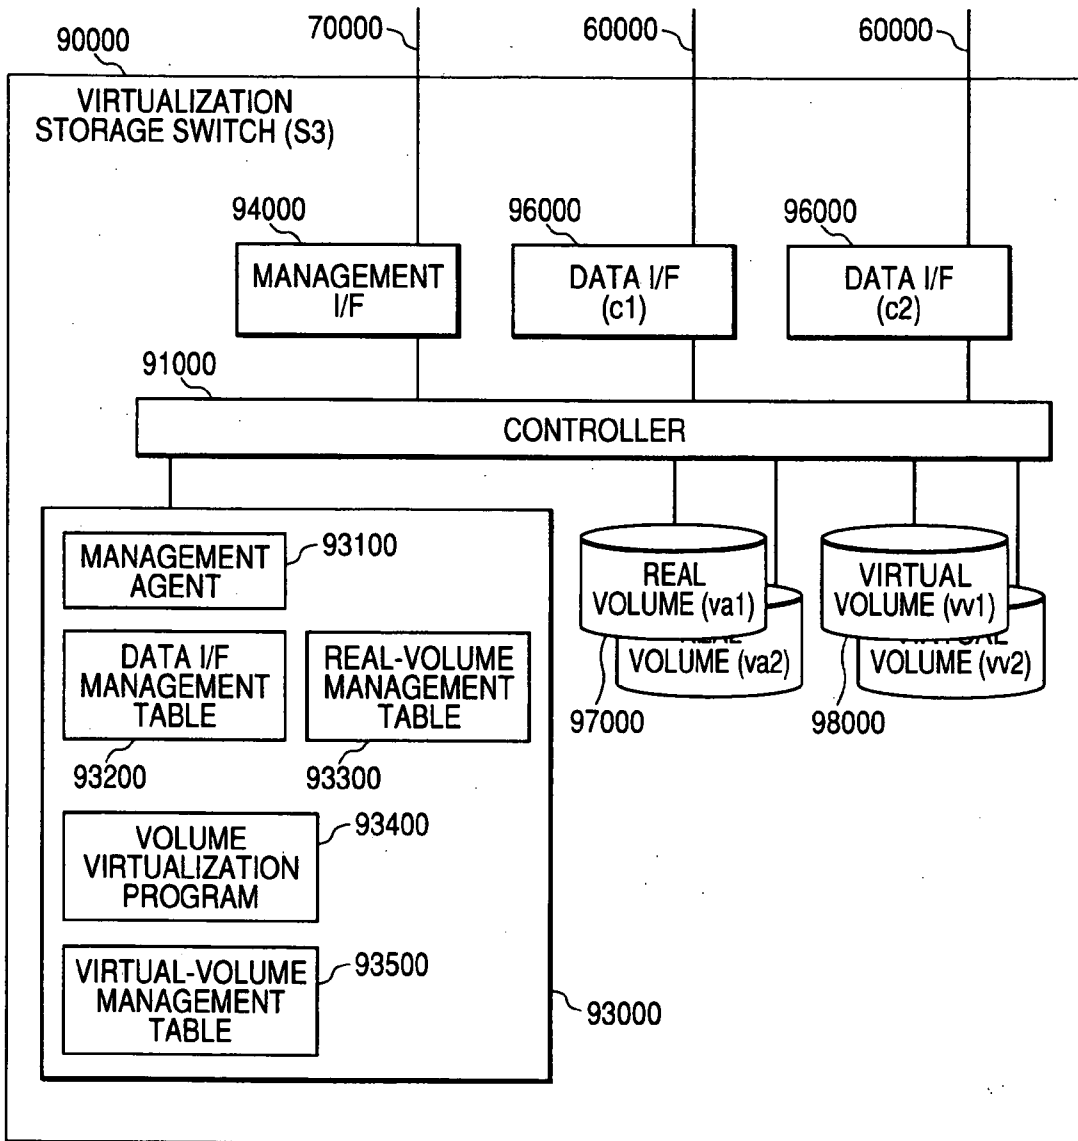 70000
60000
60000
90000
VIRTUALIZATION
STORAGE SWITCH (S3)
94000
96000
96000
MANAGEMENT
I/F
DATA I/F
(c1)
DATA I/F
(c2)
91000
CONTROLLER
MANAGEMENT
AGENT
93100
DATA I/F
MANAGEMENT
TABLE
93200
REAL-VOLUME
MANAGEMENT
TABLE
93300
VOLUME
VIRTUALIZATION
PROGRAM
93400
VIRTUAL-VOLUME
MANAGEMENT
TABLE
93500
93000
REAL
VOLUME (va1)
REAL
VOLUME (va2)
97000
VIRTUAL
VOLUME (vv1)
VIRTUAL
VOLUME (vv2)
98000